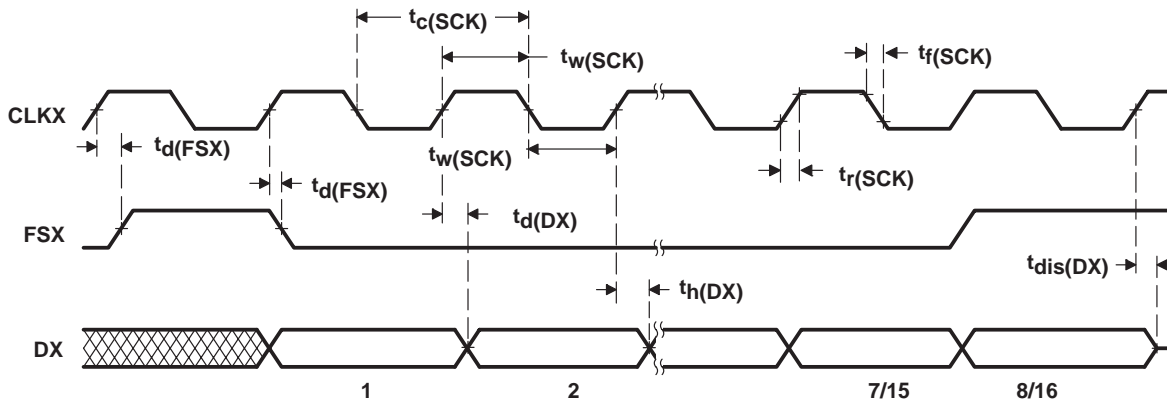 tc(SCK)
tw(SCK)
tf(SCK)
CLKX
td(FSX)
tw(SCK)
td(FSX)
tr(SCK)
td(DX)
FSX
tdis(DX)
th(DX)
DX
1 2 7/15 8/16